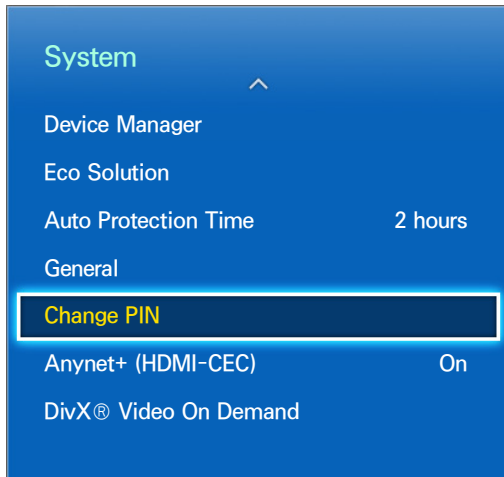 System
Device Manager
Eco Solution
Auto Protection Time 2 hours
General
Change PIN
Anynet+ (HDMI-CEC) On
DivX® Video On Demand